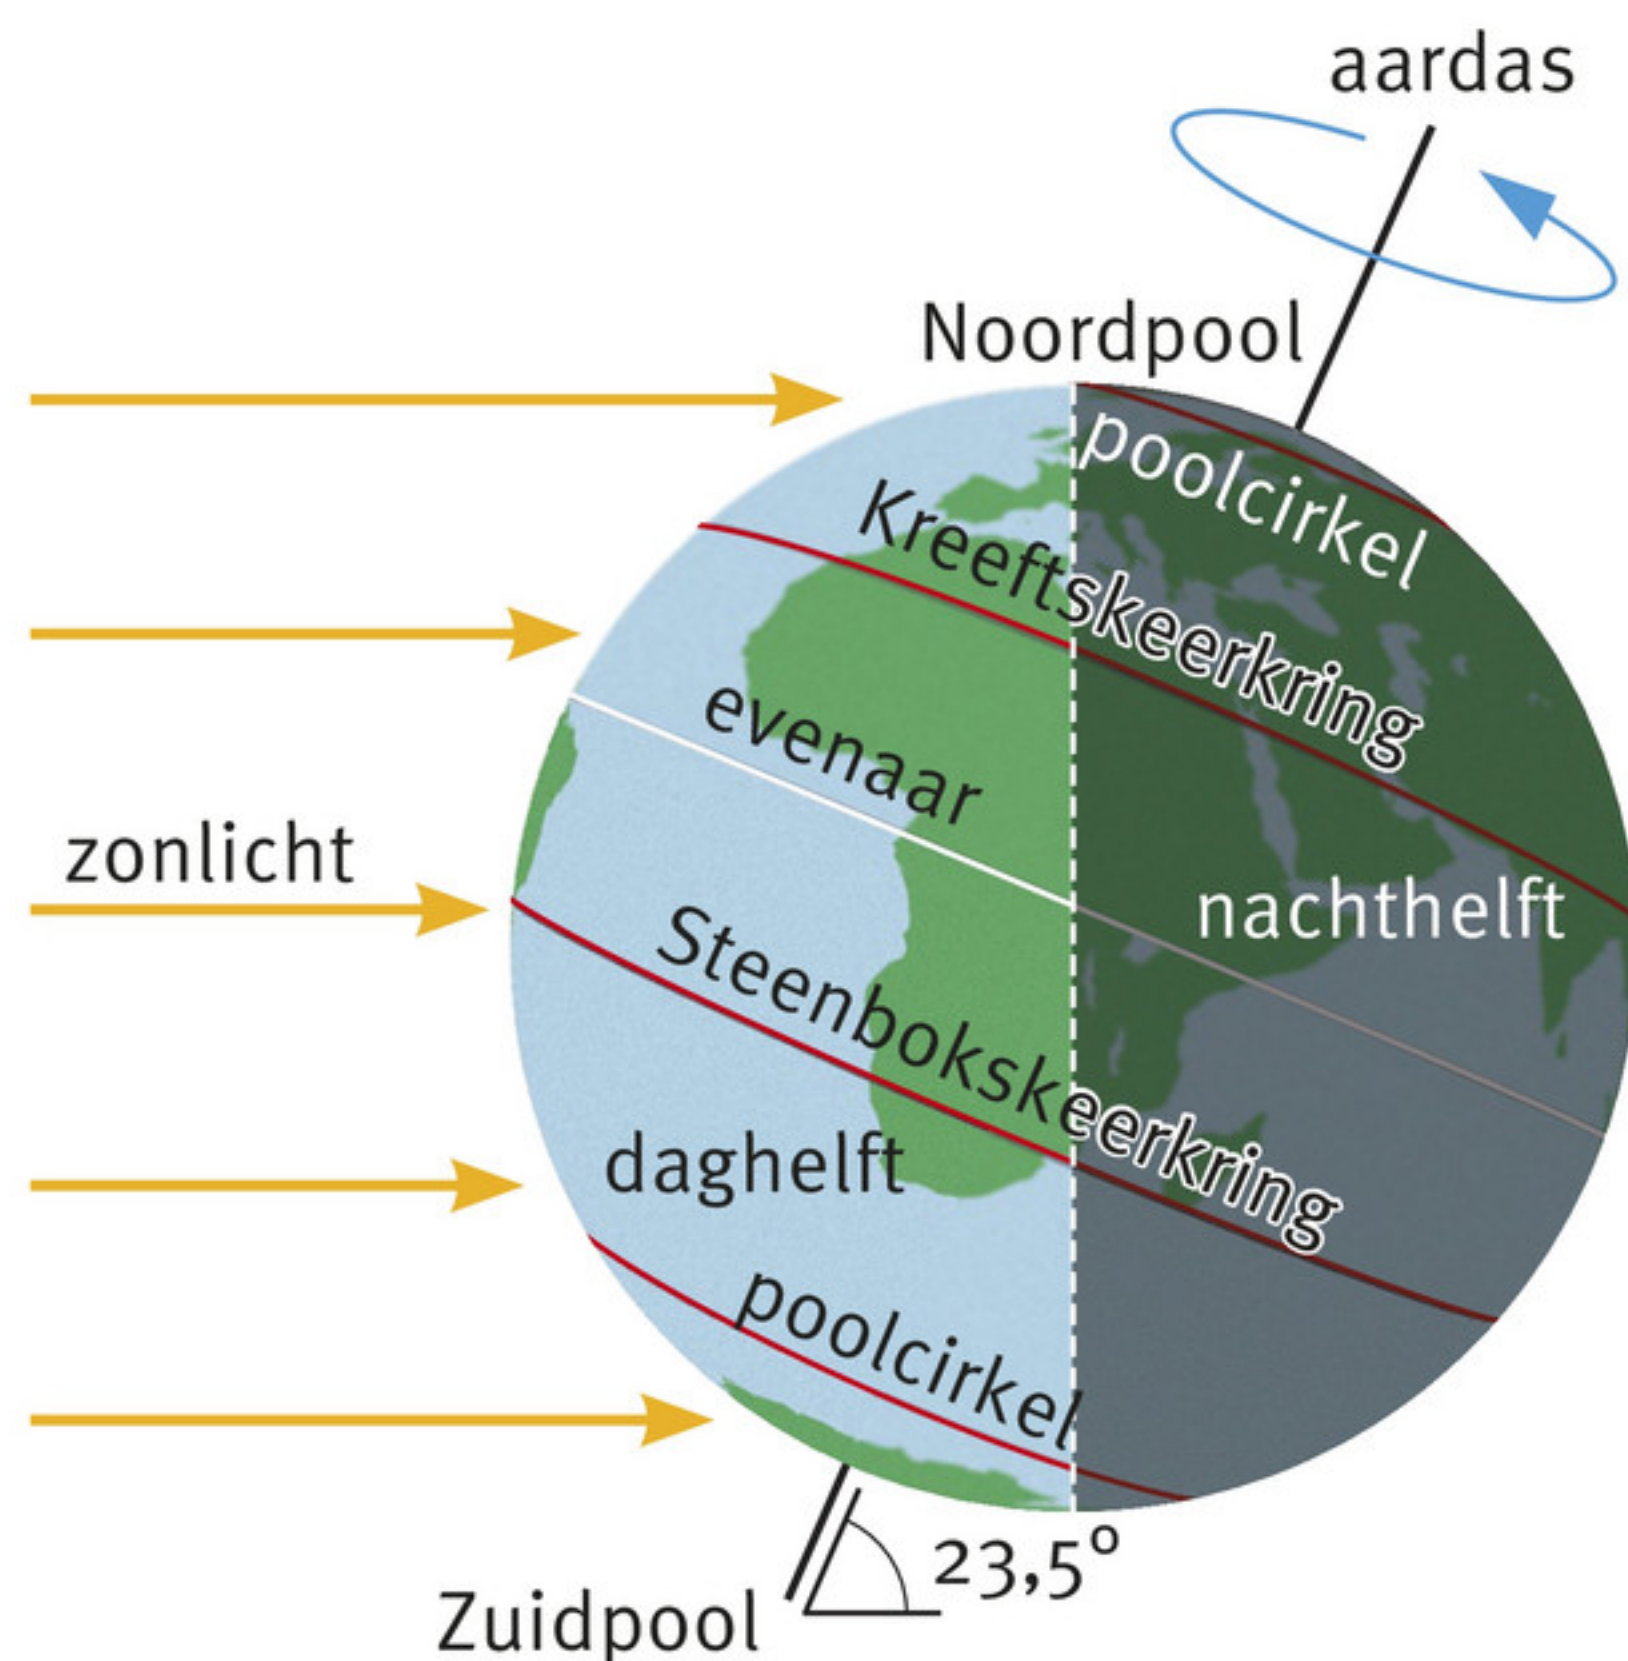 aardas
Noordpool
poolcirkel
Kreeftskeerkring
evenaar
zonlicht
nachthelft
Steenbokskeerkring
daghelft
poolcirkel
23,5°
Zuidpool